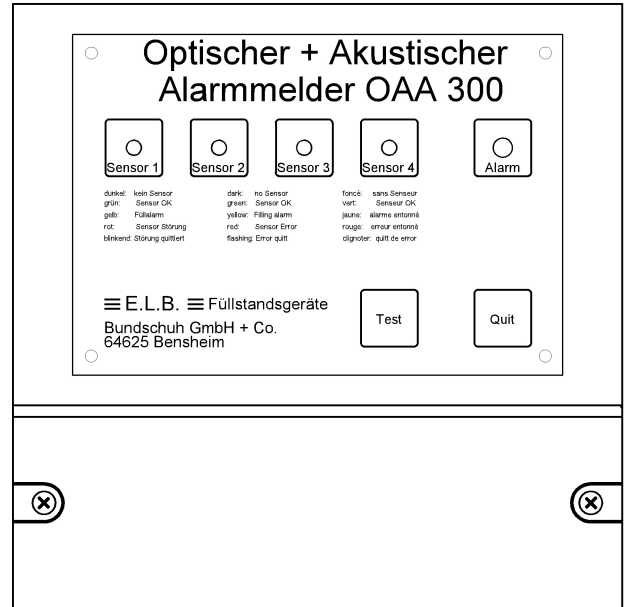 Optischer + Akustischer
Alarmmelder OAA 300
Sensor 1 Sensor 2 Sensor 3 Sensor 4 Alarm
dunkel: kein Sensor dark: no Sensor foncè: sans Senseur
grün: Sensor OK green: Sensor OK vert: Senseur OK
gelb: Füllalarm yellow: Filling alarm jaune: alarme entonnè
rot: Sensor Störung red: Sensor Error rouge: erreur entonnè
blinkend: Störung quittiert flashing: Error quitt clignoter: quitt de error
E.L.B. Füllstandsgeräte
Bundschuh GmbH + Co.
64625 Bensheim
Test Quit